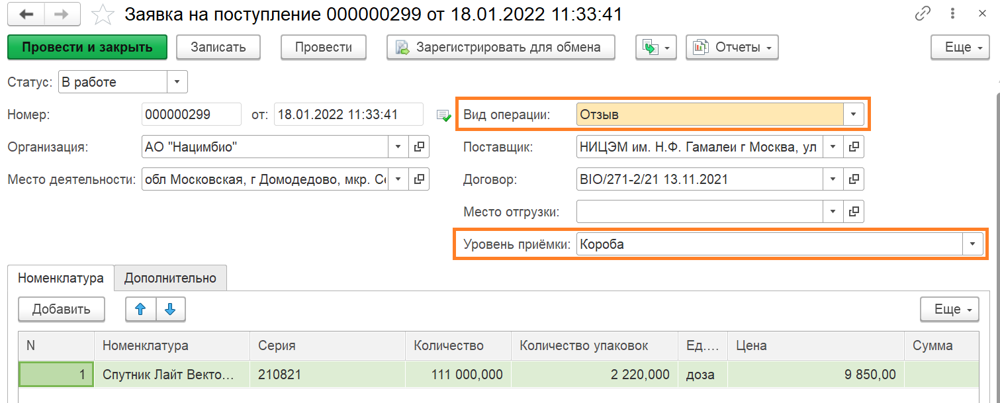 Заявка на поступление 000000299 от 18.01.2022 11:33:41
Провести и закрыть Записать Провести Зарегистрировать для обмена Отчеты Еще
Статус: В работе
Номер: 000000299 от: 18.01.2022 11:33:41 Вид операции: Отзыв
Организация: АО "Нацимбио" Поставщик: НИЦЭМ им. Н.Ф. Гамалеи г Москва, ул
Место деятельности: обл Московская, г Домодедово, мкр. Се Договор: BIO/271-2/21 13.11.2021
Место отгрузки:
Уровень приёмки: Короба
Номенклатура Дополнительно
Добавить Еще
N Номенклатура Серия Количество Количество упаковок Ед.... Цена Сумма
1 Спутник Лайт Векто... 210821 111 000,000 2 220,000 доза 9 850,00